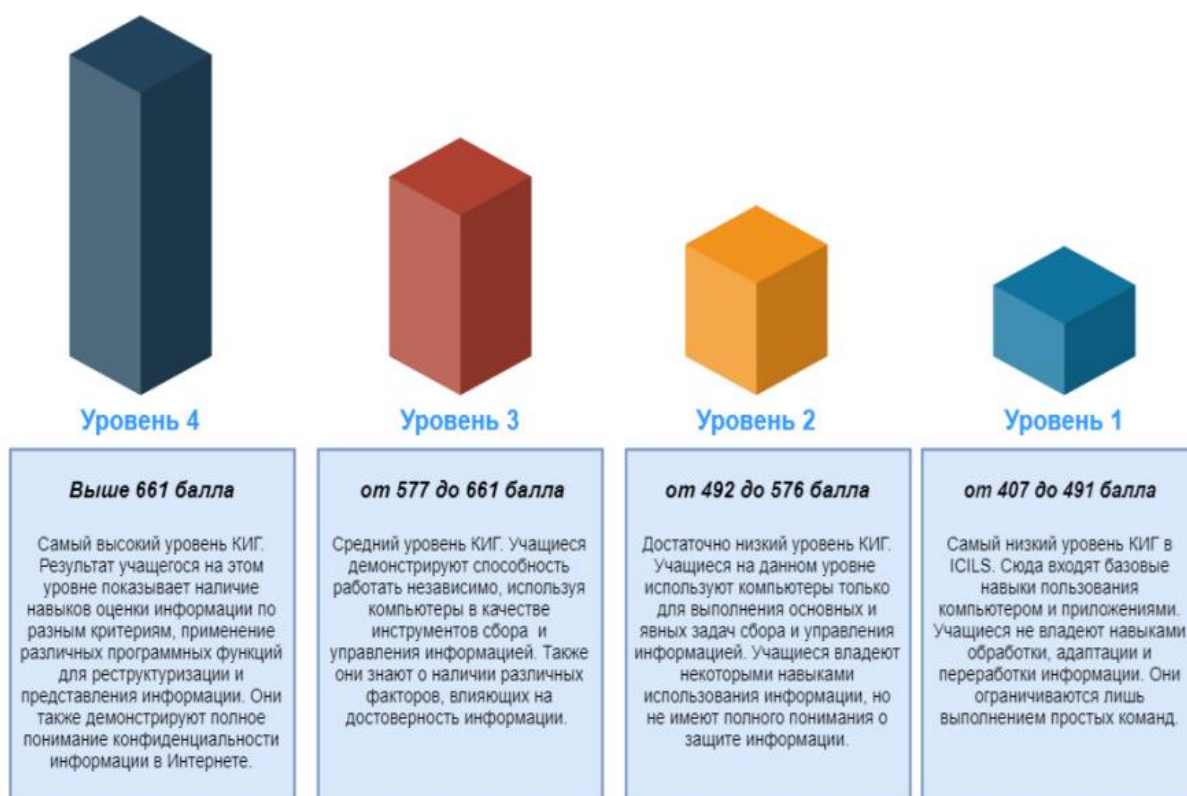 Уровень 4
Выше 661 балла
Самый высокий уровень КИГ.
Результат учащегося на этом
уровне показывает наличие
навыков оценки информации по
разным критериям, применение
различных программных функций
для реструктуризации и
представления информации. Они
также демонстрируют полное
понимание конфиденциальности
информации в Интернете.
Уровень 3
от 577 до 661 балла
Средний уровень КИГ. Учащиеся
демонстрируют способность
работать независимо, используя
компьютеры в качестве
инструментов сбора и
управления информацией. Также
они знают о наличии различных
факторов, влияющих на
достоверность информации.
Уровень 2
от 492 до 576 балла
Достаточно низкий уровень КИГ.
Учащиеся на данном уровне
используют компьютеры только
для выполнения основных и
явных задач сбора и управления
информацией. Учащиеся владеют
некоторыми навыками
использования информации, но
не имеют полного понимания о
защите информации.
Уровень 1
от 407 до 491 балла
Самый низкий уровень КИГ в
ICILS. Сюда входят базовые
навыки пользования
компьютером и приложениями.
Учащиеся не владеют навыками
обработки, адаптации и
переработки информации. Они
ограничиваются лишь
выполнением простых команд.